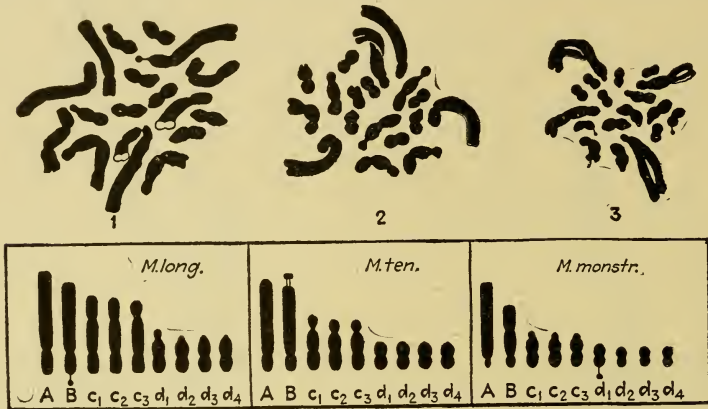 1 2 3
M.long. M.ten. M.monstr.
A B c₁ c₂ c₃ d₁ d₂ d₃ d₄ A B c₁ c₂ c₃ d₁ d₂ d₃ d₄ A B c₁ c₂ c₃ d₁ d₂ d₃ d₄